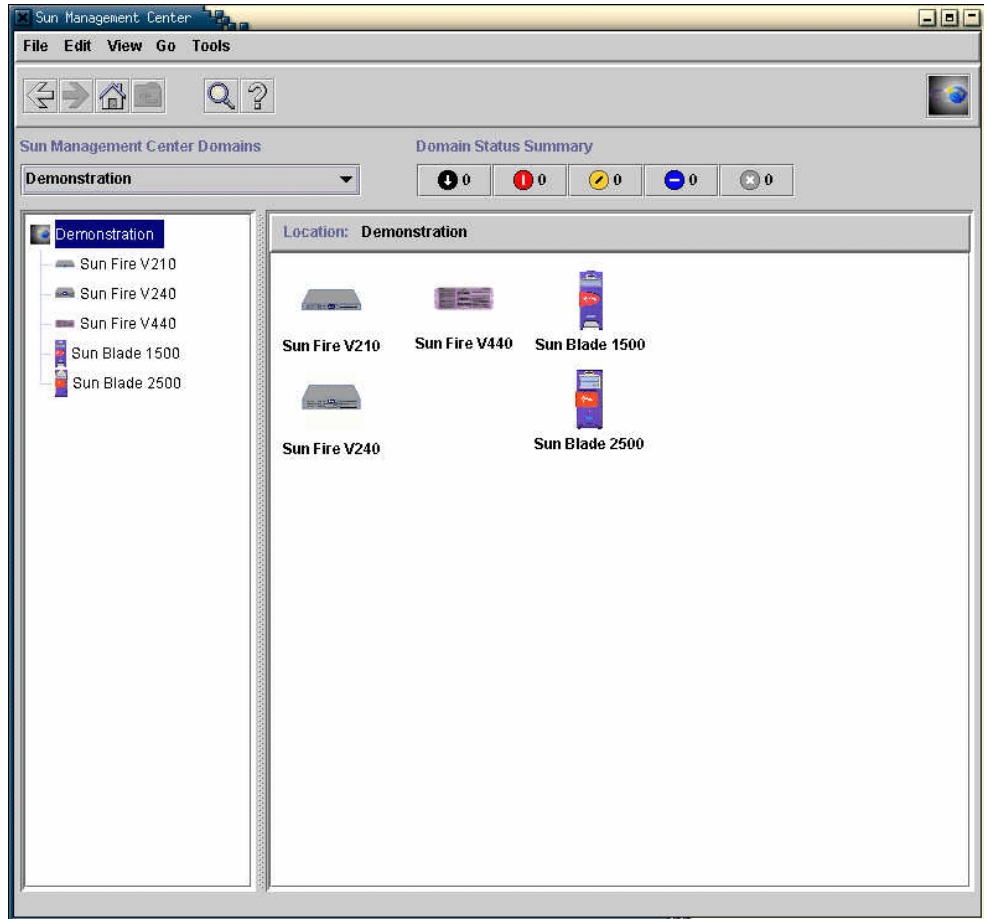 Sun Management Center
File Edit View Go Tools
Sun Management Center Domains
Domain Status Summary
Demonstration
0 0 0 0 0
Demonstration
Sun Fire V210
Sun Fire V240
Sun Fire V440
Sun Blade 1500
Sun Blade 2500
Location: Demonstration
Sun Fire V210 Sun Fire V440 Sun Blade 1500
Sun Fire V240 Sun Blade 2500